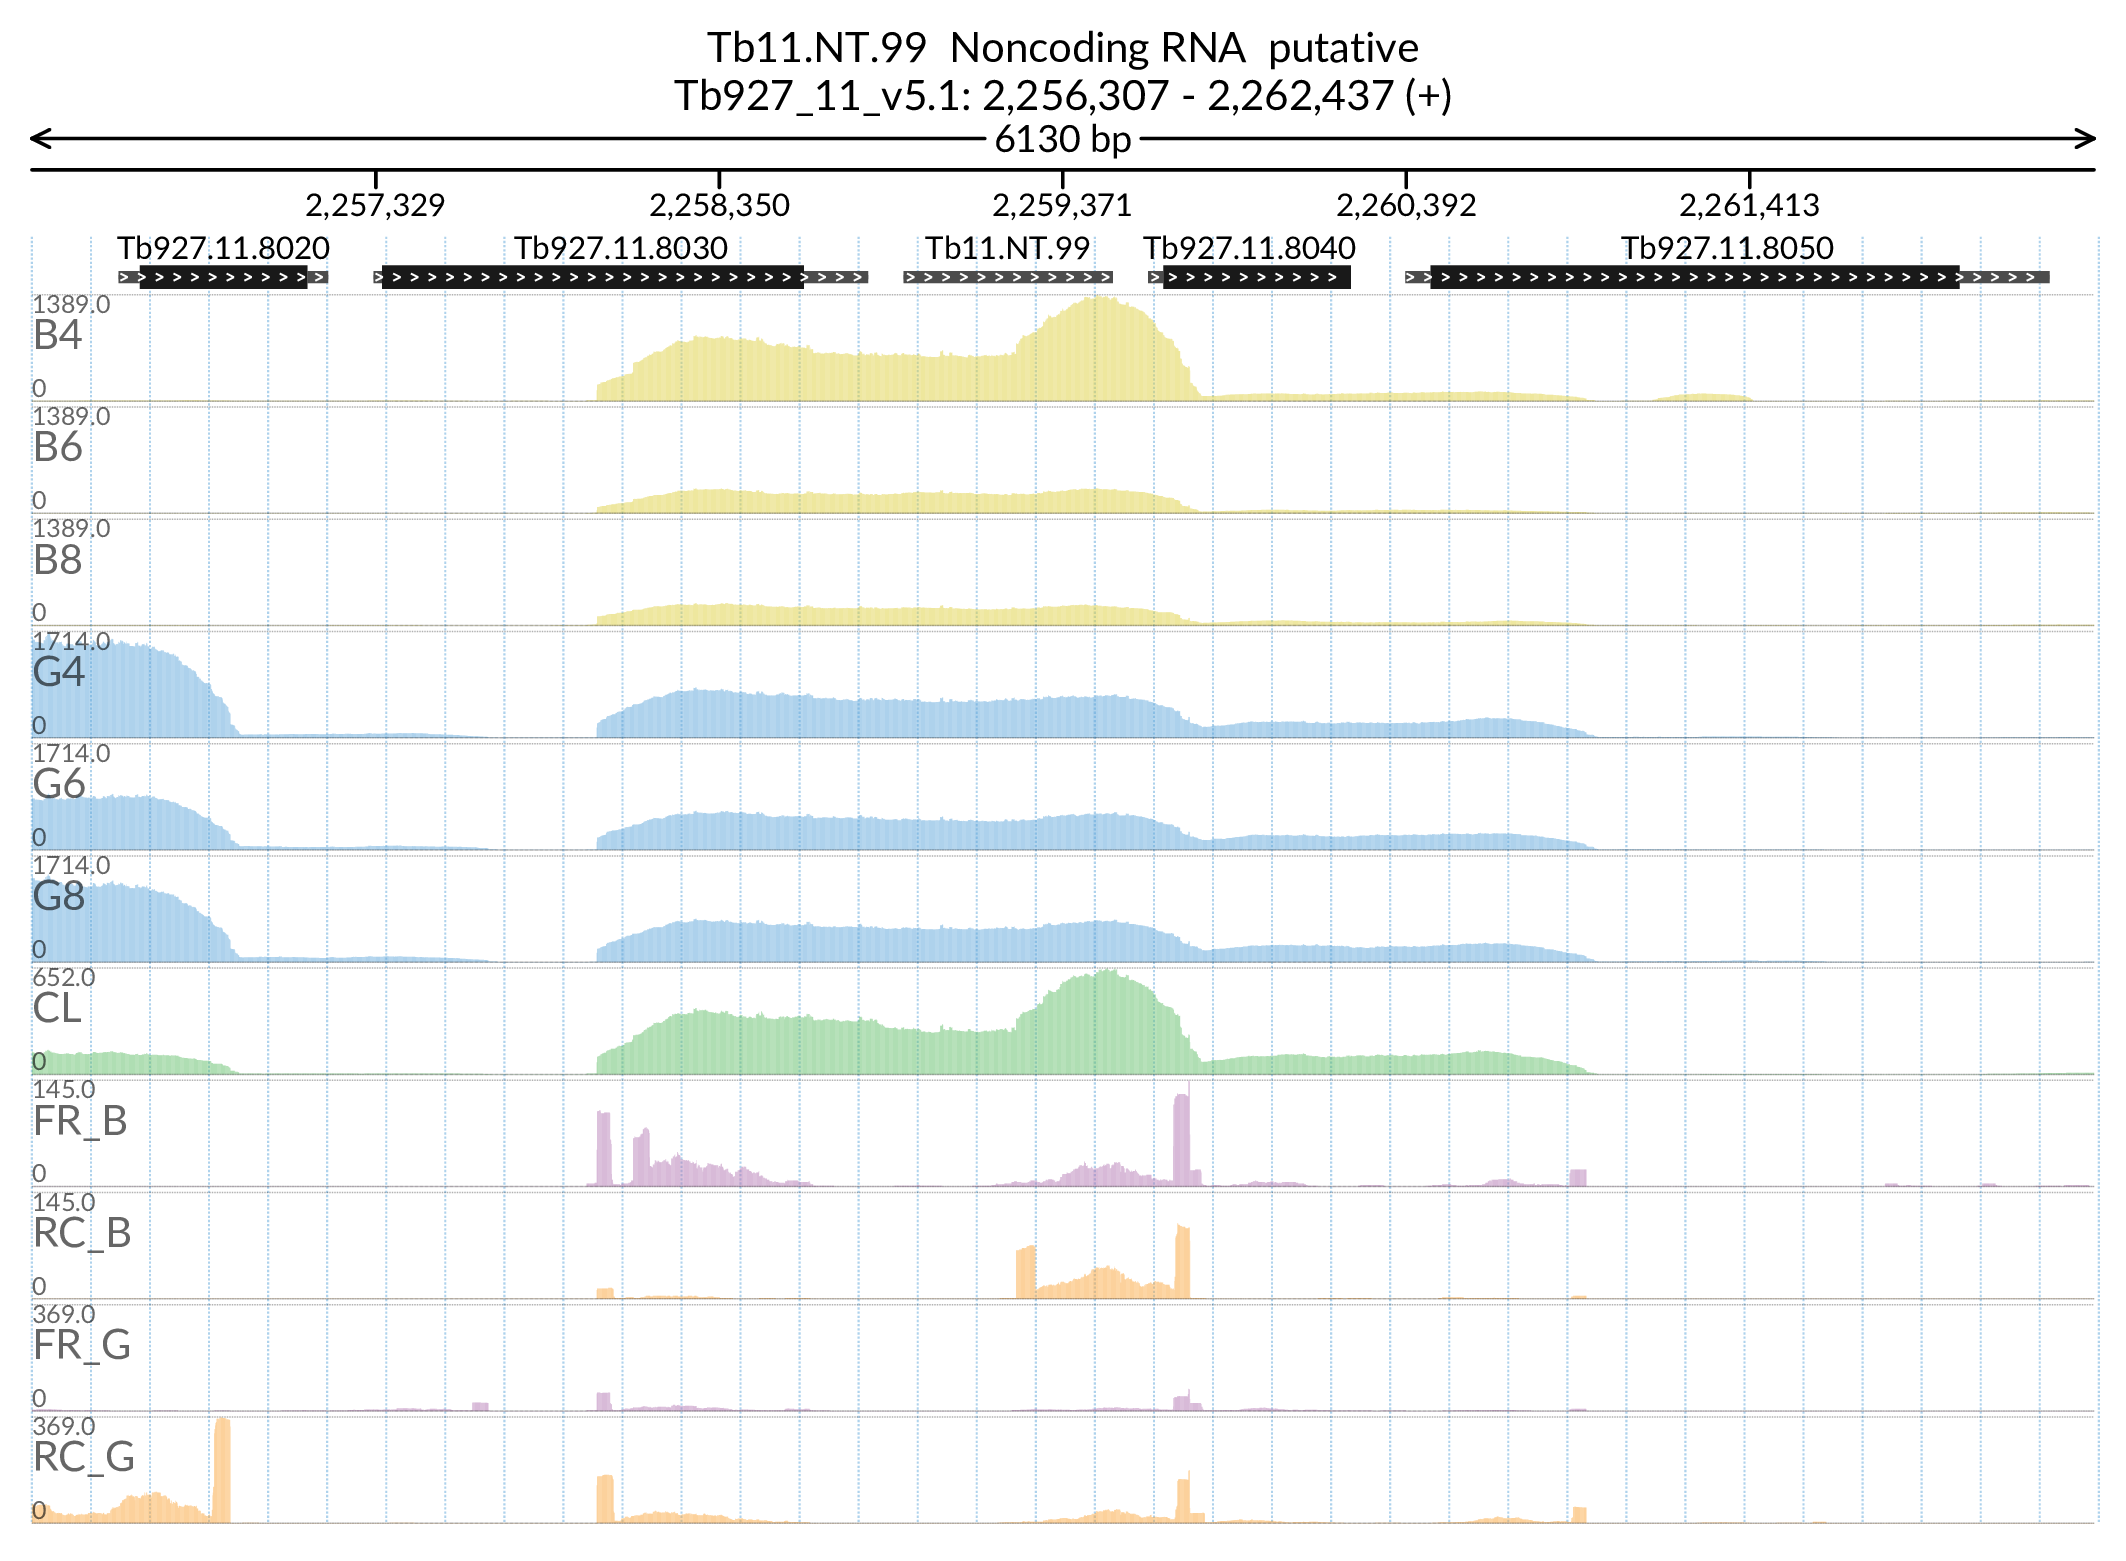 Tb11.NT.99 Noncoding RNA putative
Tb927_11_v5.1: 2,256,307 - 2,262,437 (+)
6130 bp
2,257,329 2,258,350 2,259,371 2,260,392 2,261,413
Tb927.11.8020 Tb927.11.8030 Tb11.NT.99 Tb927.11.8040 Tb927.11.8050
1389.0
B4
0
1389.0
B6
0
1389.0
B8
0
1714.0
G4
0
1714.0
G6
0
1714.0
G8
0
652.0
CL
0
145.0
FR_B
0
145.0
RC_B
0
369.0
FR_G
0
369.0
RC_G
0